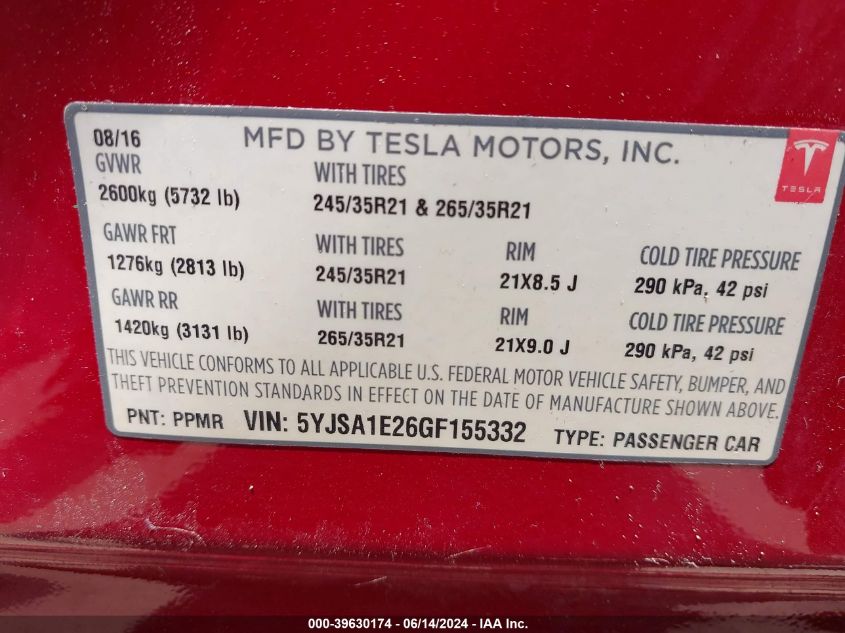 08/16 MFD BY TESLA MOTORS, INC.
GVWR WITH TIRES
TESLA
2600kg (5732 lb) 245/35R21 & 265/35R21
GAWR FRT WITH TIRES RIM COLD TIRE PRESSURE
1276kg (2813 lb) 245/35R21 21X8.5 J 290 kPa, 42 psi
GAWR RR WITH TIRES RIM COLD TIRE PRESSURE
1420kg (3131 lb) 265/35R21 21X9.0 J 290 kPa, 42 psi
THIS VEHICLE CONFORMS TO ALL APPLICABLE U.S. FEDERAL MOTOR VEHICLE SAFETY, BUMPER, AND
THEFT PREVENTION STANDARDS IN EFFECT ON THE DATE OF MANUFACTURE SHOWN ABOVE.
PNT: PPMR VIN: 5YJSA1E26GF155332 TYPE: PASSENGER CAR
000-39630174 - 06/14/2024 - IAA Inc.